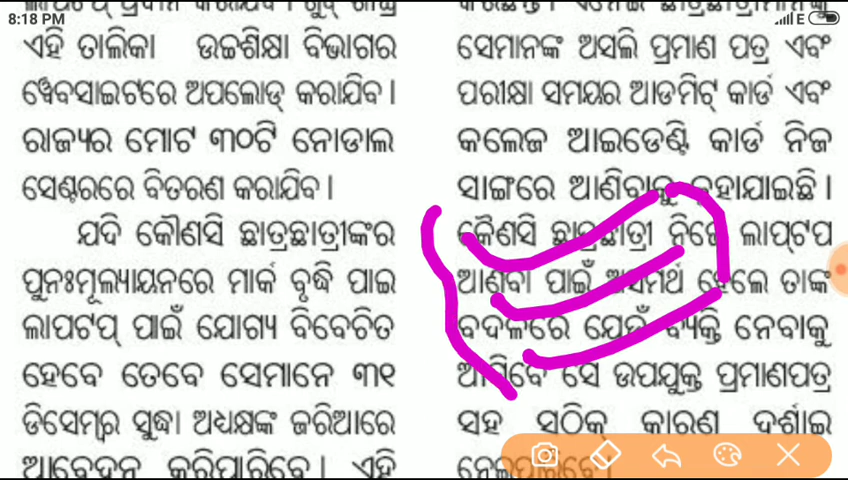 8:18 PM
E
ଏହି ତାଲିକା ଉଚ୍ଚଶିକ୍ଷା ବିଭାଗର
ୱେବସାଇଟରେ ଅପଲୋଡ୍ କରାଯିବ।
ରାଜ୍ୟର ମୋଟ ୩୦ଟି ନୋଡାଲ
ସେଣ୍ଟରରେ ବିତରଣ କରାଯିବ।
ଯଦି କୌଣସି ଛାତ୍ରଛାତ୍ରୀଙ୍କର
ପୁନଃମୂଲ୍ୟାୟନରେ ମାର୍କ ବୃଦ୍ଧି ପାଇ
ଲାପଟପ୍ ପାଇଁ ଯୋଗ୍ୟ ବିବେଚିତ
ହେବେ ତେବେ ସେମାନେ ୩୧
ଡିସେମ୍ବର ସୁଦ୍ଧା ଅଧ୍ୟକ୍ଷଙ୍କ ଜରିଆରେ
ଆବେଦନ କରିପାରିବେ। ଏହି
ସେମାନଙ୍କ ଅସଲି ପ୍ରମାଣ ପତ୍ର ଏବଂ
ପରୀକ୍ଷା ସମୟର ଆଡମିଟ୍ କାର୍ଡ ଏବଂ
କଲେଜ ଆଇଡେଣ୍ଟି କାର୍ଡ ନିଜ
ସାଙ୍ଗରେ ଆଣିବାକୁ କୁହାଯାଇଛି।
କୈଣସି ଛାତ୍ରଛାତ୍ରୀ ନିଜେ ଲାପ୍‌ଟପ
ଆଣିବା ପାଇଁ ଅସମର୍ଥ ହେଲେ ତାଙ୍କ
ବଦଳରେ ଯେଉଁ ବ୍ୟକ୍ତି ନେବାକୁ
ଆସିବେ ସେ ଉପଯୁକ୍ତ ପ୍ରମାଣପତ୍ର
ସହ ସଠିକ୍ କାରଣ ଦର୍ଶାଇ